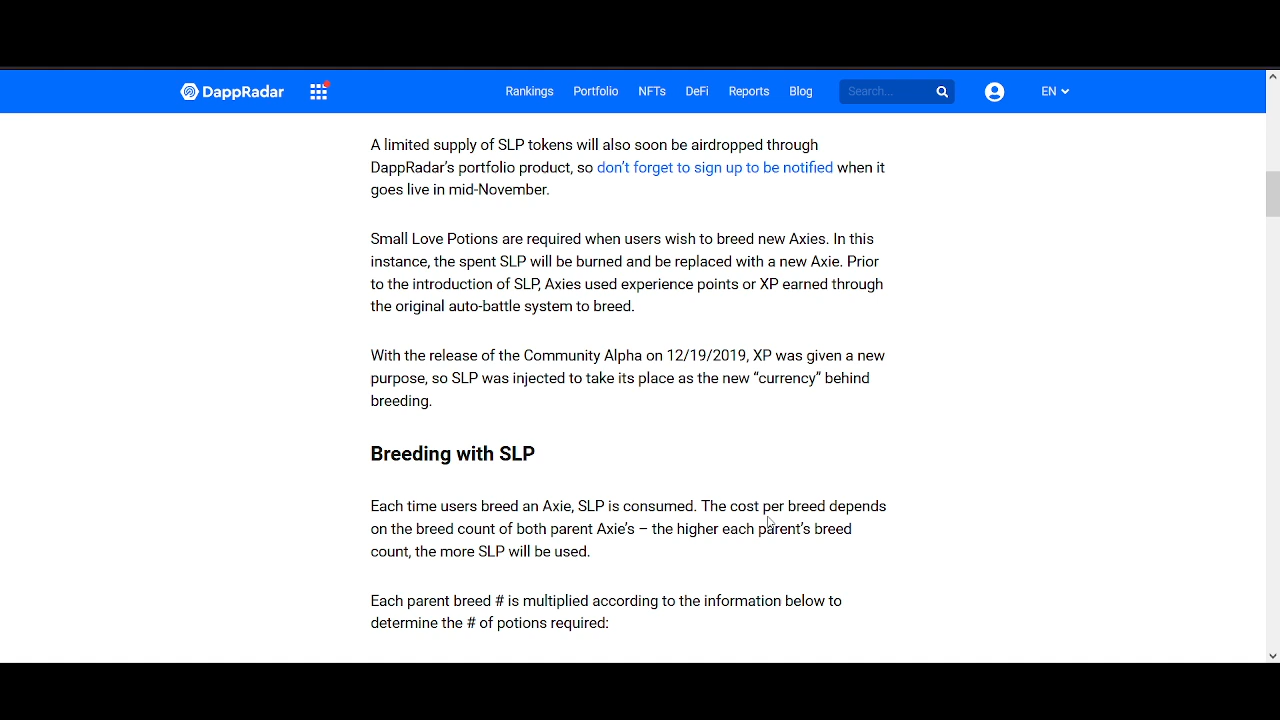 DappRadar
Rankings Portfolio NFTs DeFi Reports Blog Search... EN
A limited supply of SLP tokens will also soon be airdropped through
DappRadar's portfolio product, so don't forget to sign up to be notified when it
goes live in mid-November.
Small Love Potions are required when users wish to breed new Axies. In this
instance, the spent SLP will be burned and be replaced with a new Axie. Prior
to the introduction of SLP, Axies used experience points or XP earned through
the original auto-battle system to breed.
With the release of the Community Alpha on 12/19/2019, XP was given a new
purpose, so SLP was injected to take its place as the new “currency” behind
breeding.
Breeding with SLP
Each time users breed an Axie, SLP is consumed. The cost per breed depends
on the breed count of both parent Axie's – the higher each parent's breed
count, the more SLP will be used.
Each parent breed # is multiplied according to the information below to
determine the # of potions required: